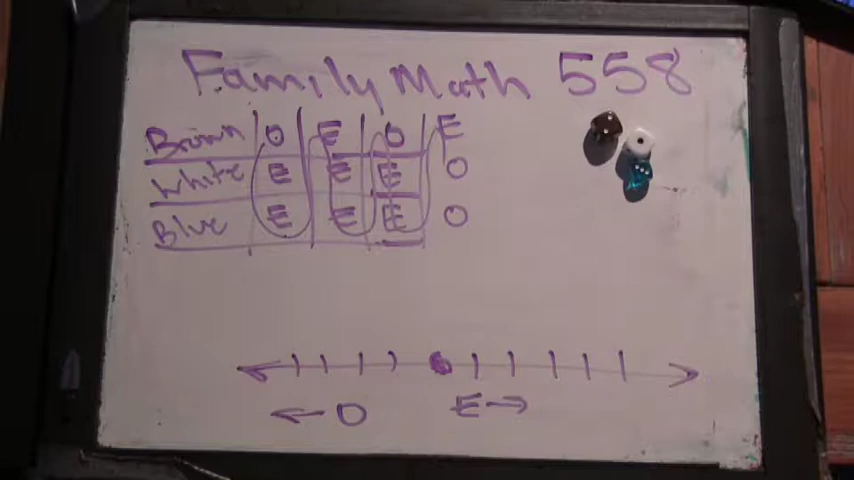 Family Math 558
Brown O E O E
White E E E O
Blue E E E O
← O E →